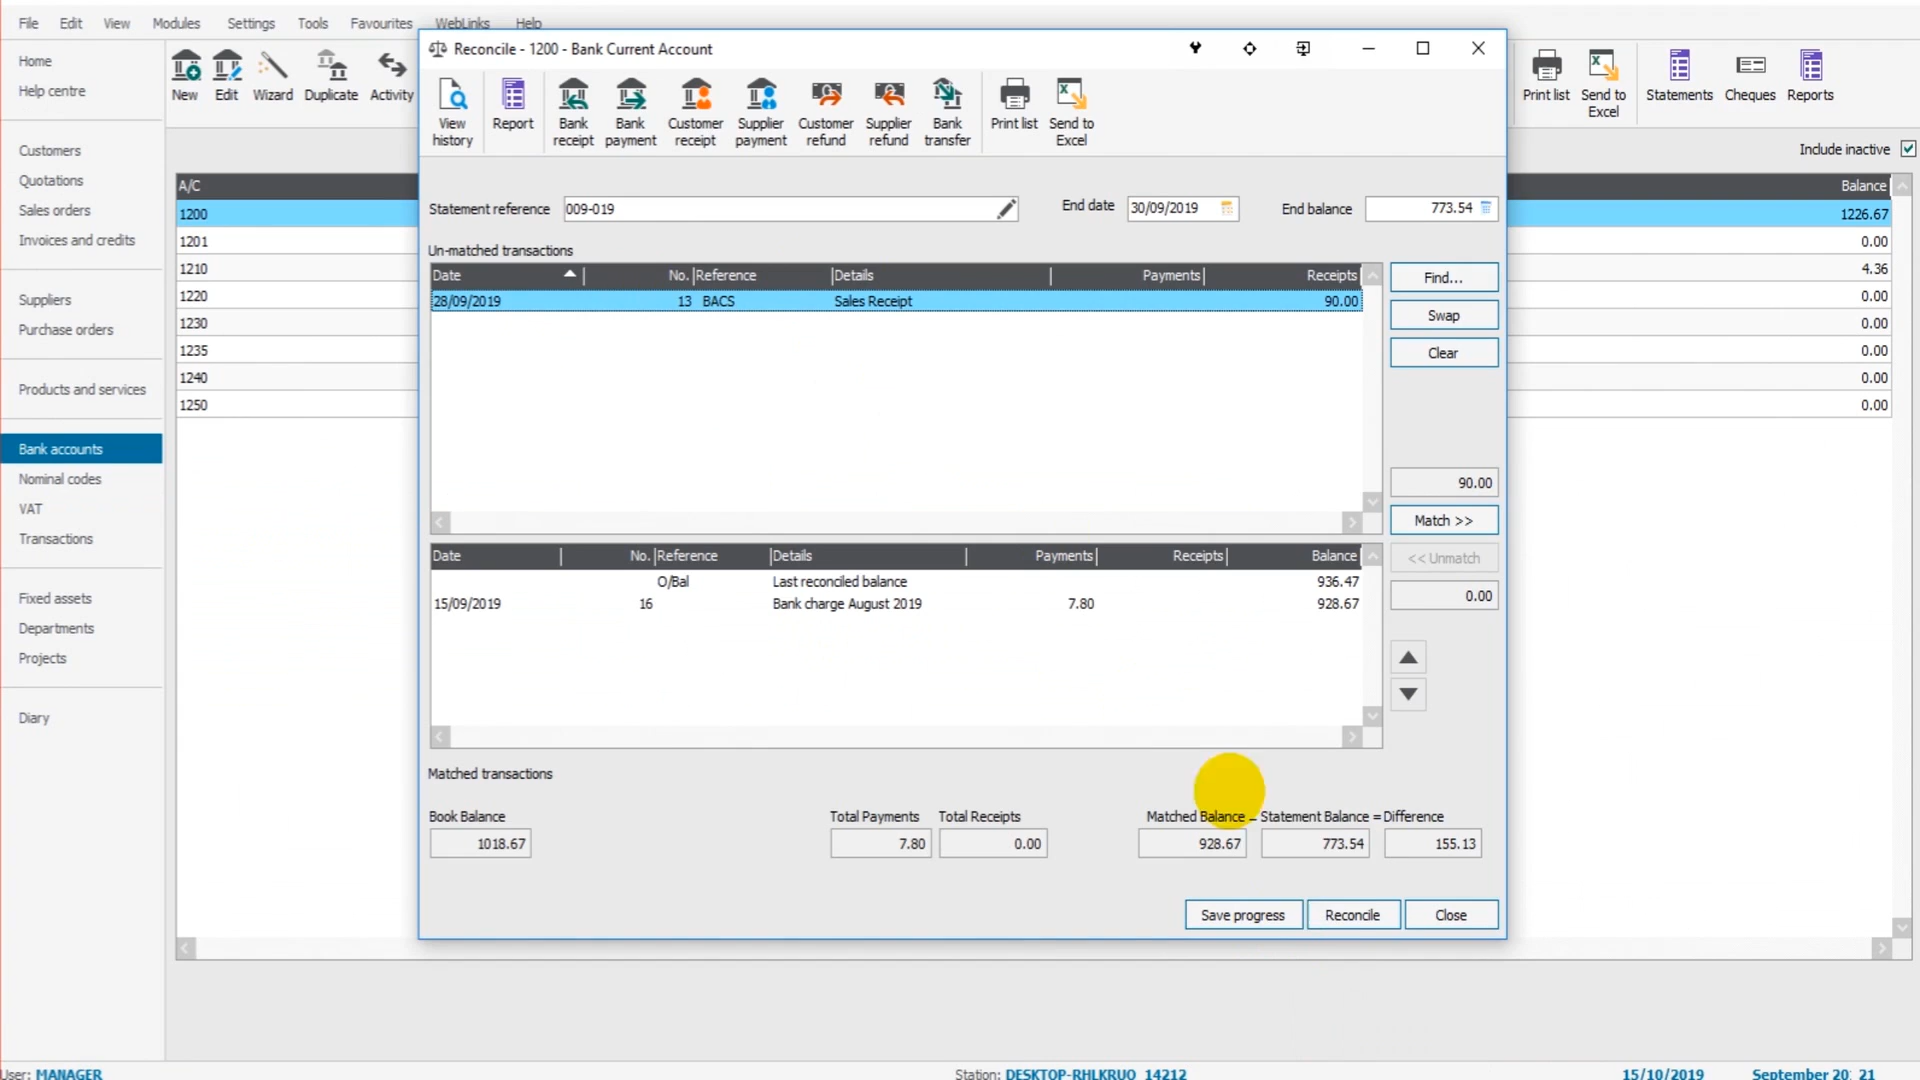 File Edit View Modules Settings Tools Favourites WebLinks Help
Home
Help centre
Customers
Quotations
Sales orders
Invoices and credits
Suppliers
Purchase orders
Products and services
Bank accounts
Nominal codes
VAT
Transactions
Fixed assets
Departments
Projects
Diary
New Edit Wizard Duplicate Activity
Print list Send to Excel Statements Cheques Reports
Include inactive
A/C Balance
1200 1226.67
1201 0.00
1210 4.36
1220 0.00
1230 0.00
1235 0.00
1240 0.00
1250 0.00
Reconcile - 1200 - Bank Current Account
View history Report Bank receipt Bank payment Customer receipt Supplier payment Customer refund Supplier refund Bank transfer Print list Send to Excel
Statement reference 009-019 End date 30/09/2019 End balance 773.54
Un-matched transactions
Date No. Reference Details Payments Receipts
28/09/2019 13 BACS Sales Receipt 90.00
Find...
Swap
Clear
90.00
Match >>
<< Unmatch
0.00
Date No. Reference Details Payments Receipts Balance
O/Bal Last reconciled balance 936.47
15/09/2019 16 Bank charge August 2019 7.80 928.67
Matched transactions
Book Balance Total Payments Total Receipts Matched Balance - Statement Balance = Difference
1018.67 7.80 0.00 928.67 773.54 155.13
Save progress Reconcile Close
User: MANAGER Station: DESKTOP-RHLKRUO_14212 15/10/2019 September 20: 21